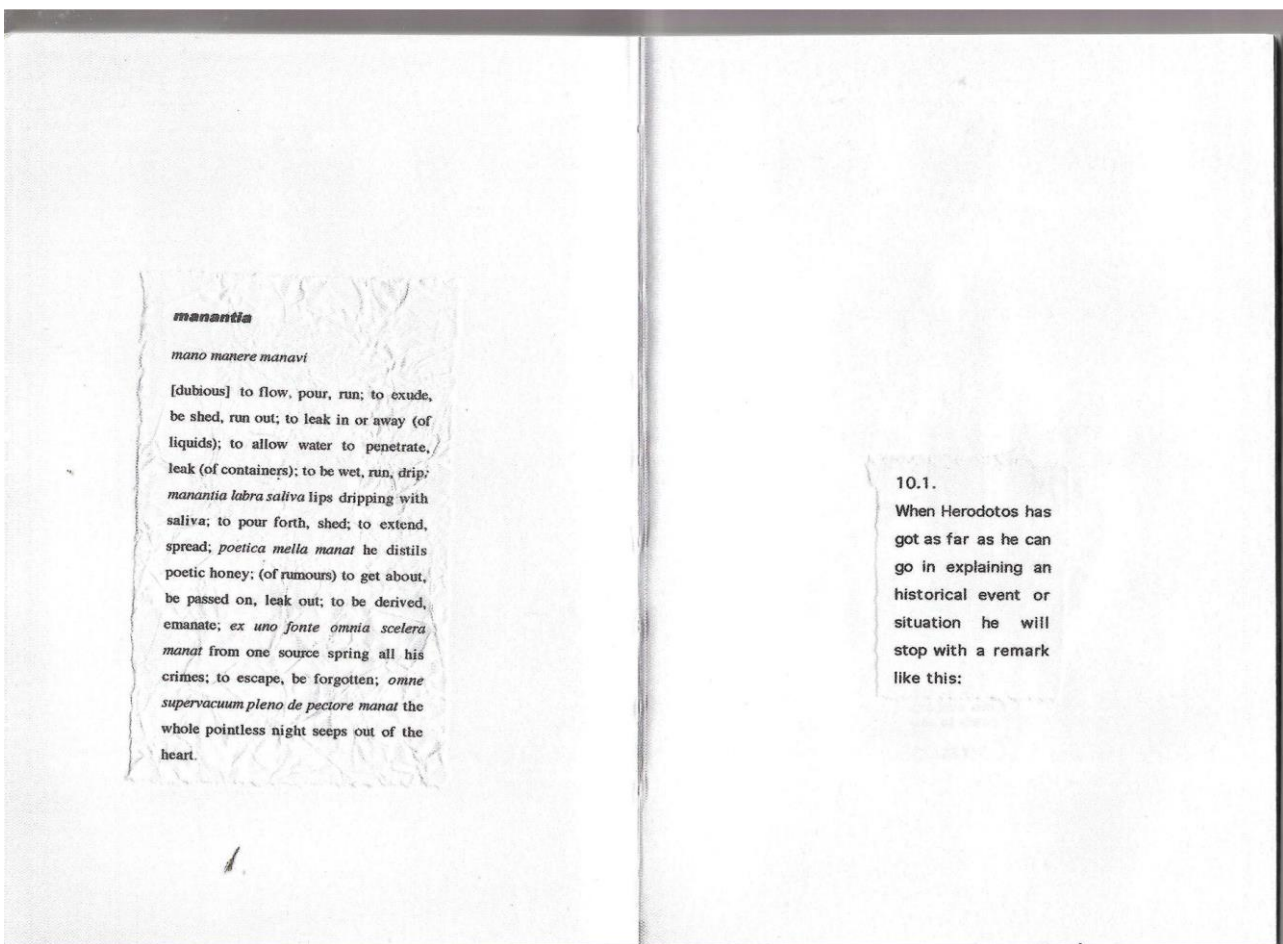 manantia
mano manere manavi
[dubious] to flow, pour, run; to exude,
be shed, run out; to leak in or away (of
liquids); to allow water to penetrate,
leak (of containers); to be wet, run, drip;
manantia labra saliva lips dripping with
saliva; to pour forth, shed; to extend,
spread; poetica mella manat he distils
poetic honey; (of rumours) to get about,
be passed on, leak out; to be derived,
emanate; ex uno fonte omnia scelera
manat from one source spring all his
crimes; to escape, be forgotten; omne
supervacuum pleno de pectore manat the
whole pointless night seeps out of the
heart.
10.1.
When Herodotos has
got as far as he can
go in explaining an
historical event or
situation he will
stop with a remark
like this: